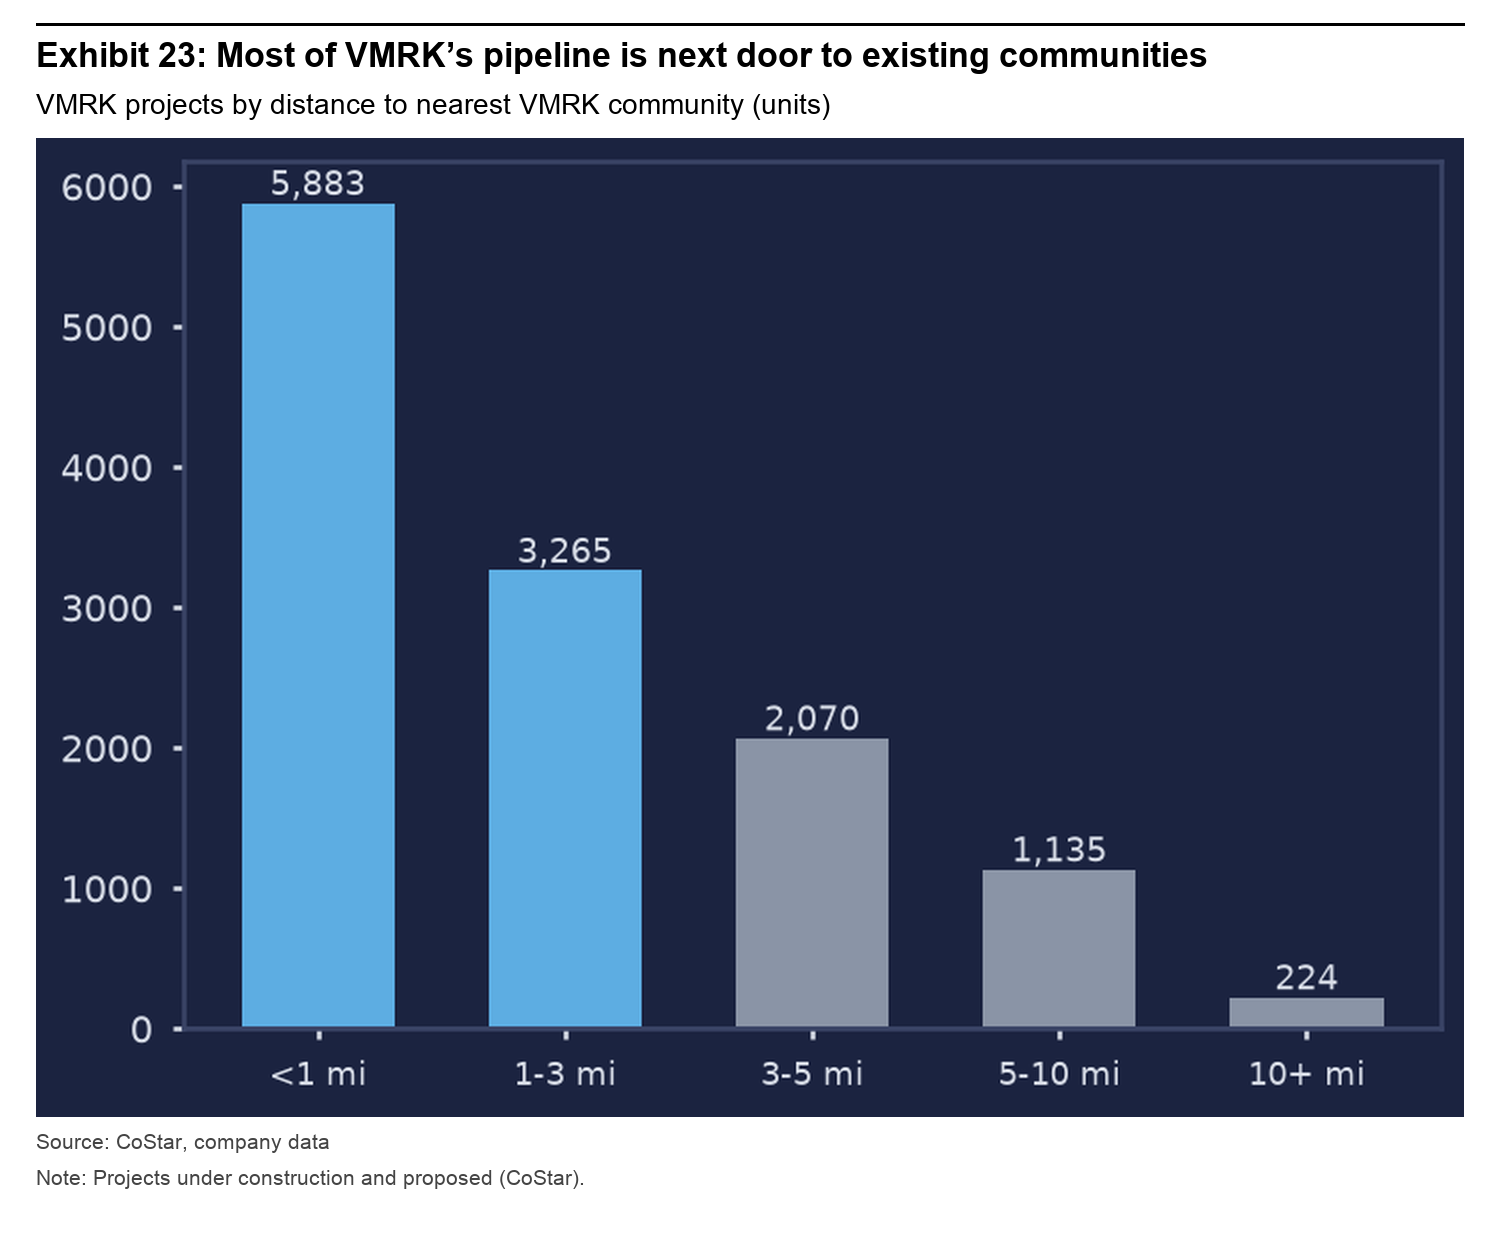 Exhibit 23: Most of VMRK’s pipeline is next door to existing communities
VMRK projects by distance to nearest VMRK community (units)
6000
5000
4000
3000
2000
1000
0
5,883
3,265
2,070
1,135
224
<1 mi
1-3 mi
3-5 mi
5-10 mi
10+ mi
Source: CoStar, company data
Note: Projects under construction and proposed (CoStar).